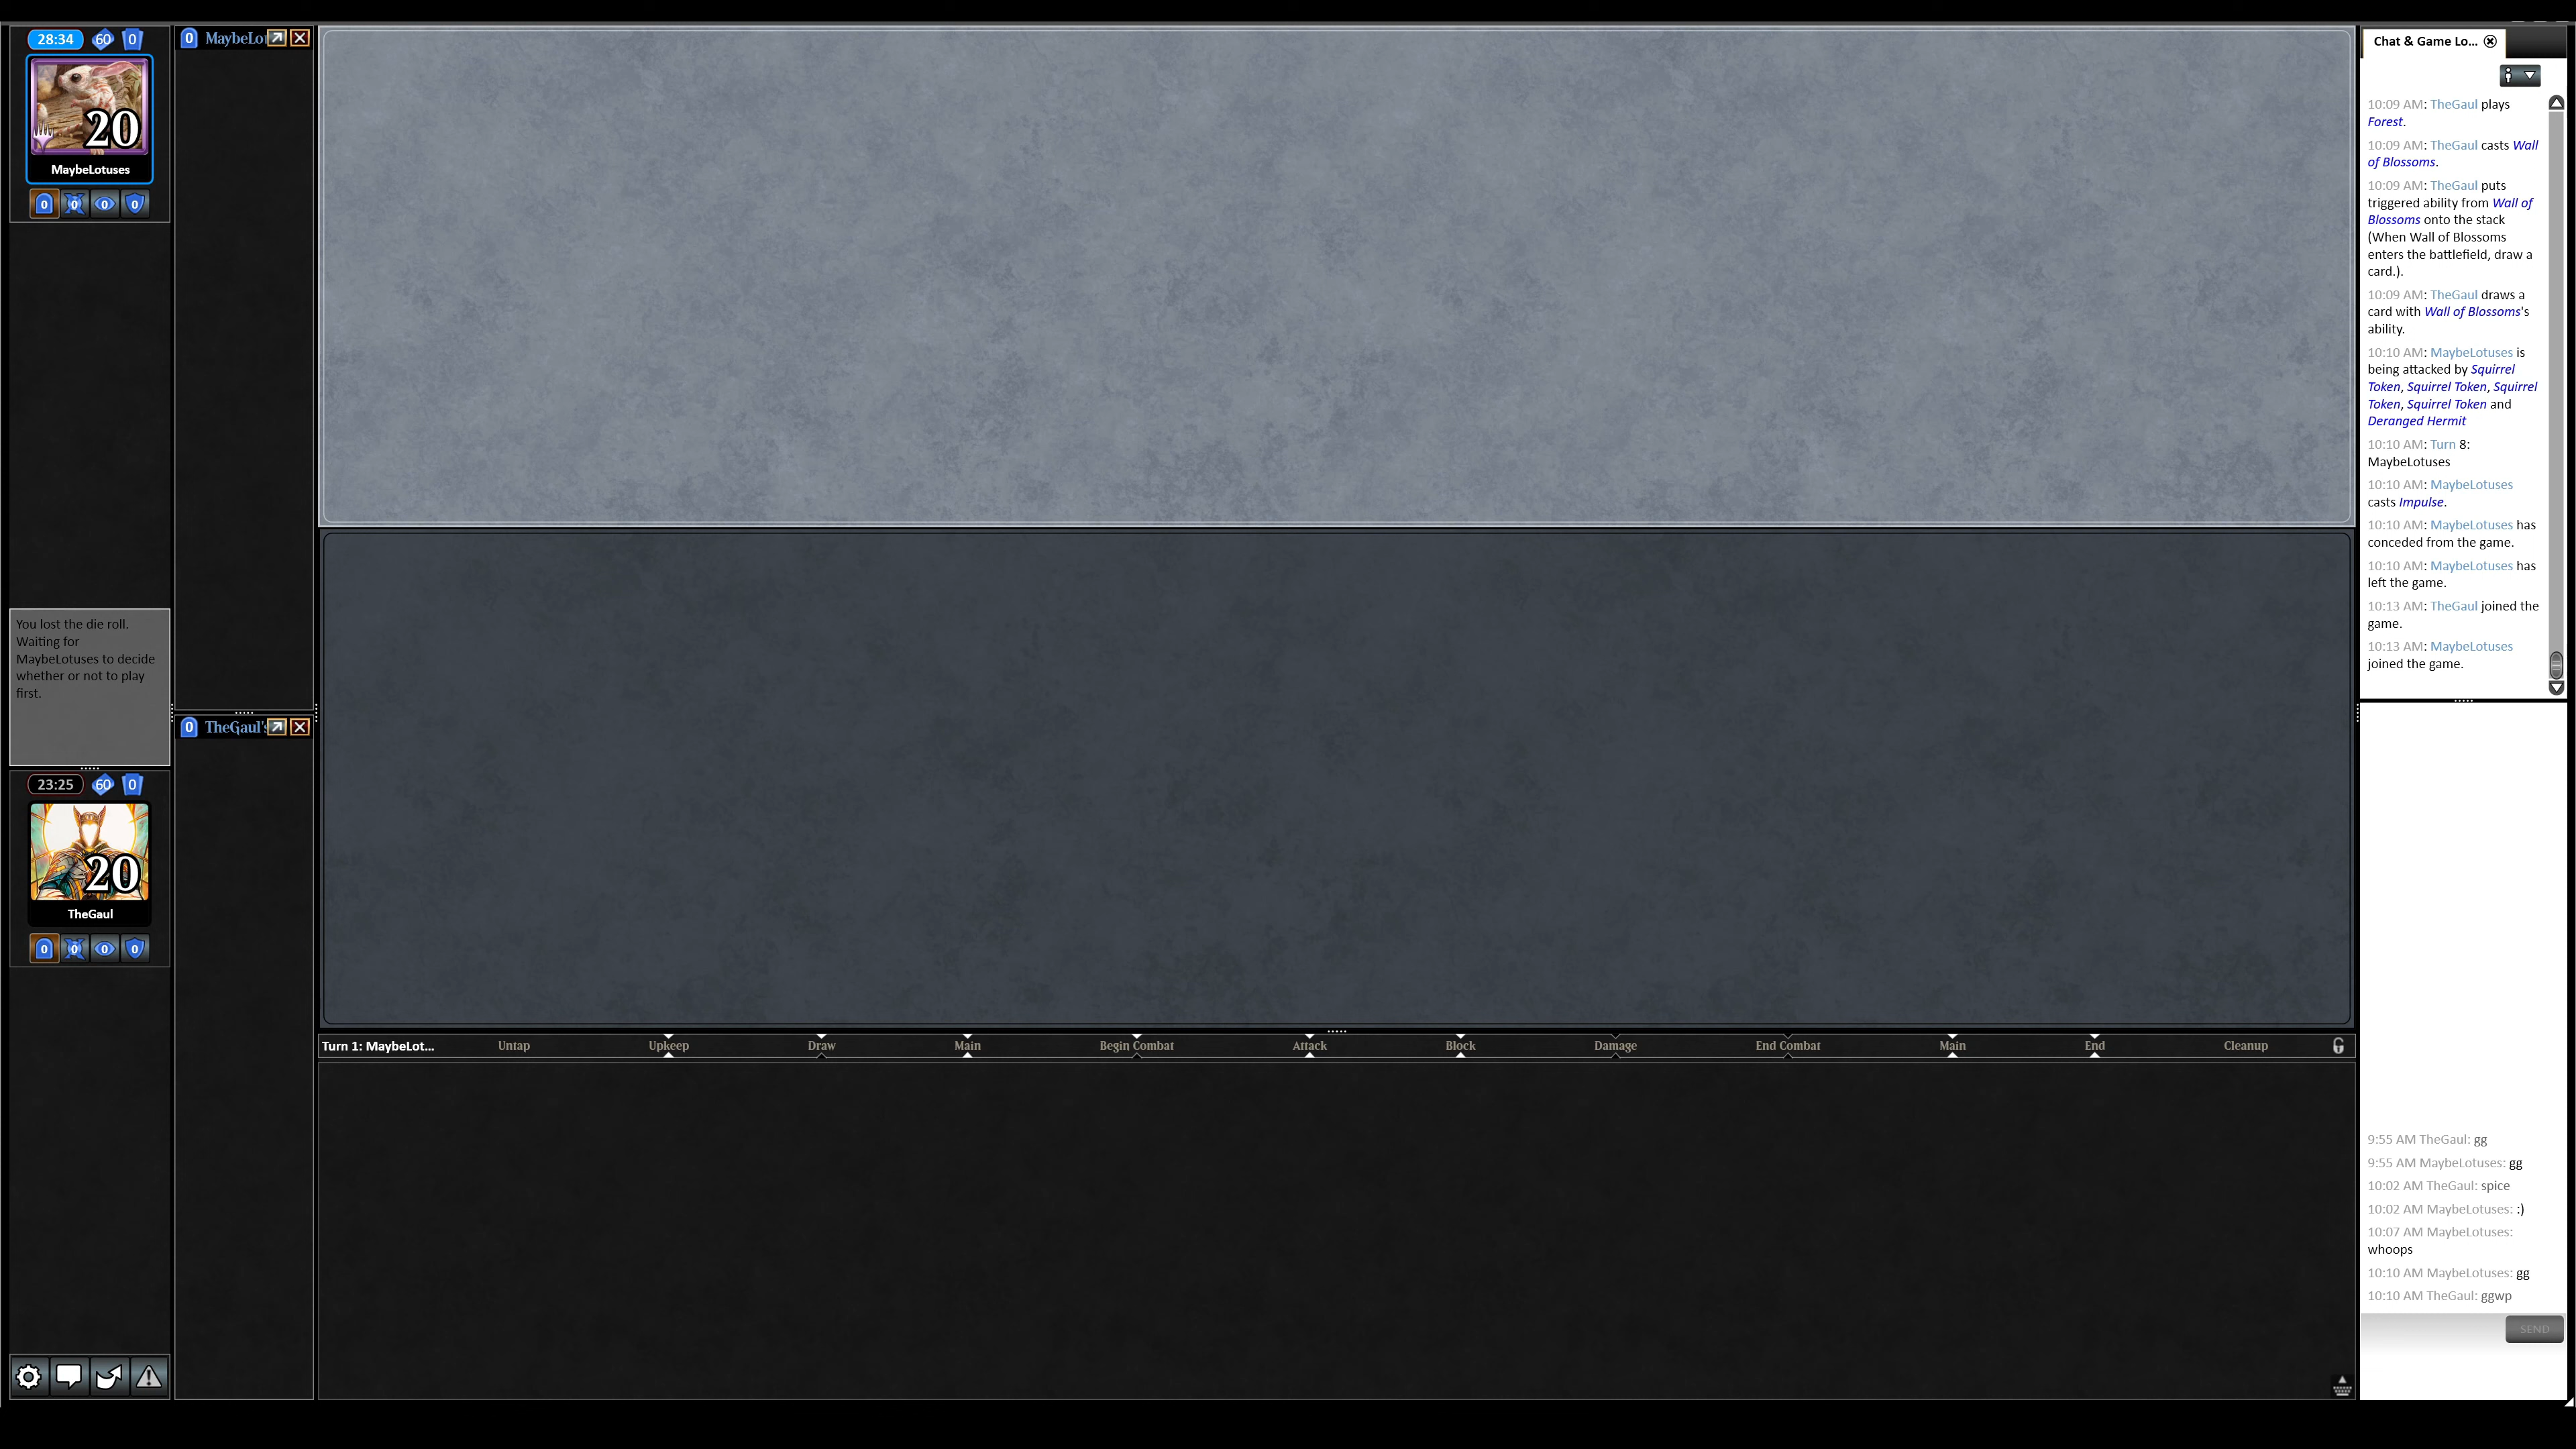 28:34 60 0
20
MaybeLotuses
0 0 0 0
0 MaybeLot
You lost the die roll.
Waiting for
MaybeLotuses to decide
whether or not to play
first.
0 TheGaul's
23:25 60 0
20
TheGaul
0 0 0 0
Turn 1: MaybeLot... Untap Upkeep Draw Main Begin Combat Attack Block Damage End Combat Main End Cleanup
Chat & Game Lo...
10:09 AM: TheGaul plays
Forest.
10:09 AM: TheGaul casts Wall
of Blossoms.
10:09 AM: TheGaul puts
triggered ability from Wall of
Blossoms onto the stack
(When Wall of Blossoms
enters the battlefield, draw a
card.).
10:09 AM: TheGaul draws a
card with Wall of Blossoms's
ability.
10:10 AM: MaybeLotuses is
being attacked by Squirrel
Token, Squirrel Token, Squirrel
Token, Squirrel Token and
Deranged Hermit
10:10 AM: Turn 8:
MaybeLotuses
10:10 AM: MaybeLotuses
casts Impulse.
10:10 AM: MaybeLotuses has
conceded from the game.
10:10 AM: MaybeLotuses has
left the game.
10:13 AM: TheGaul joined the
game.
10:13 AM: MaybeLotuses
joined the game.
9:55 AM TheGaul: gg
9:55 AM MaybeLotuses: gg
10:02 AM TheGaul: spice
10:02 AM MaybeLotuses: :)
10:07 AM MaybeLotuses:
whoops
10:10 AM MaybeLotuses: gg
10:10 AM TheGaul: ggwp
SEND